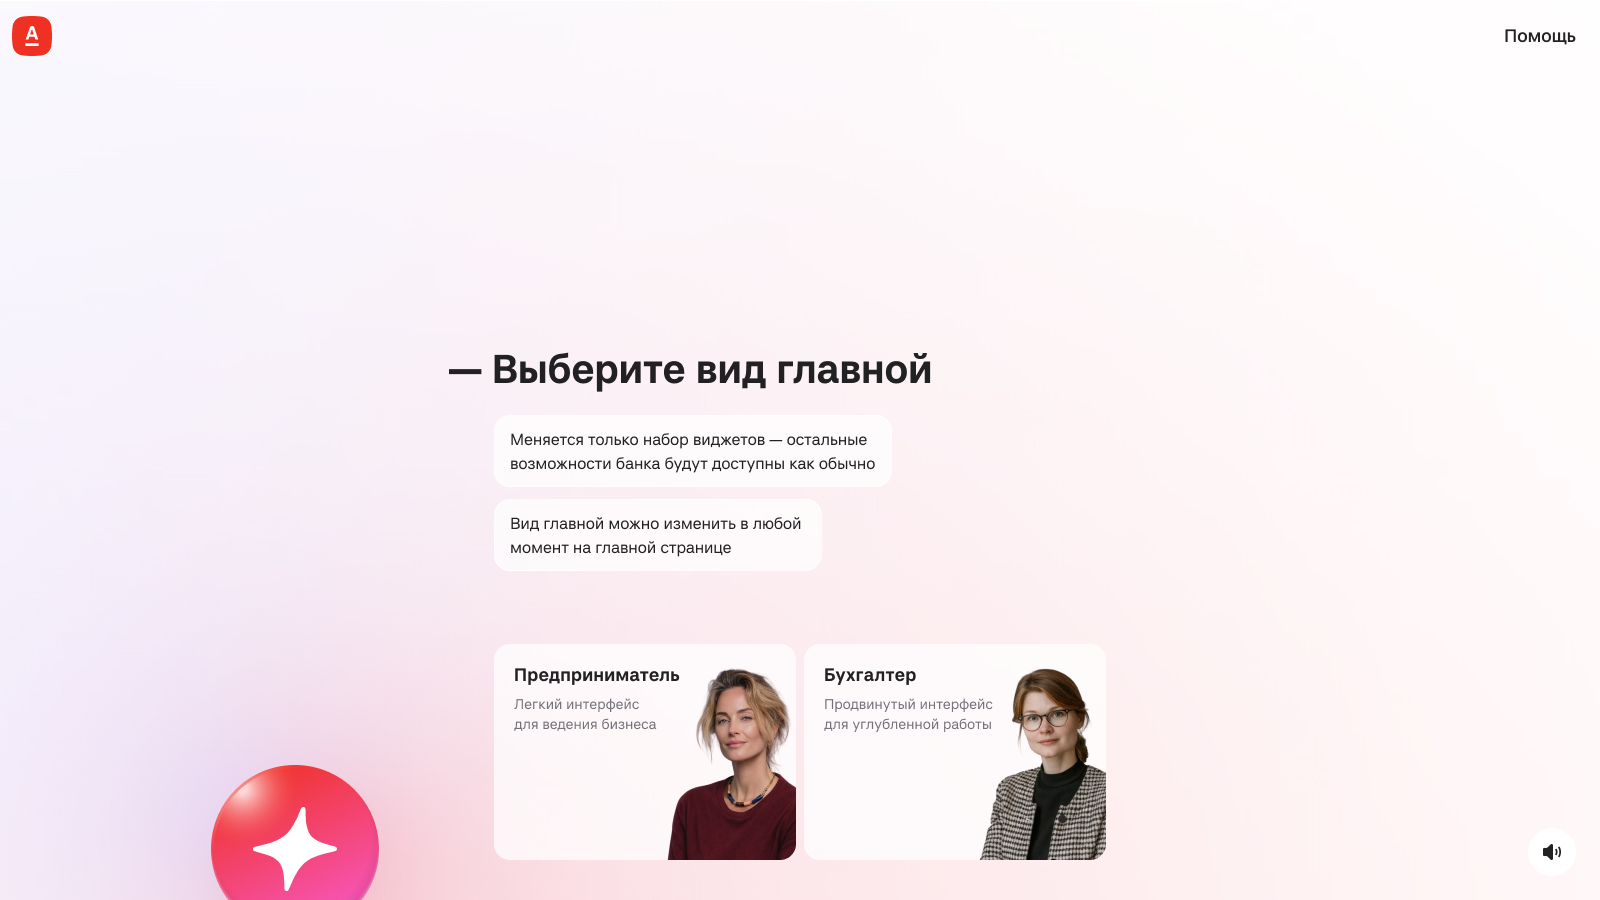 А
Помощь
— Выберите вид главной
Меняется только набор виджетов — остальные
возможности банка будут доступны как обычно
Вид главной можно изменить в любой
момент на главной странице
Предприниматель
Легкий интерфейс
для ведения бизнеса
Бухгалтер
Продвинутый интерфейс
для углубленной работы